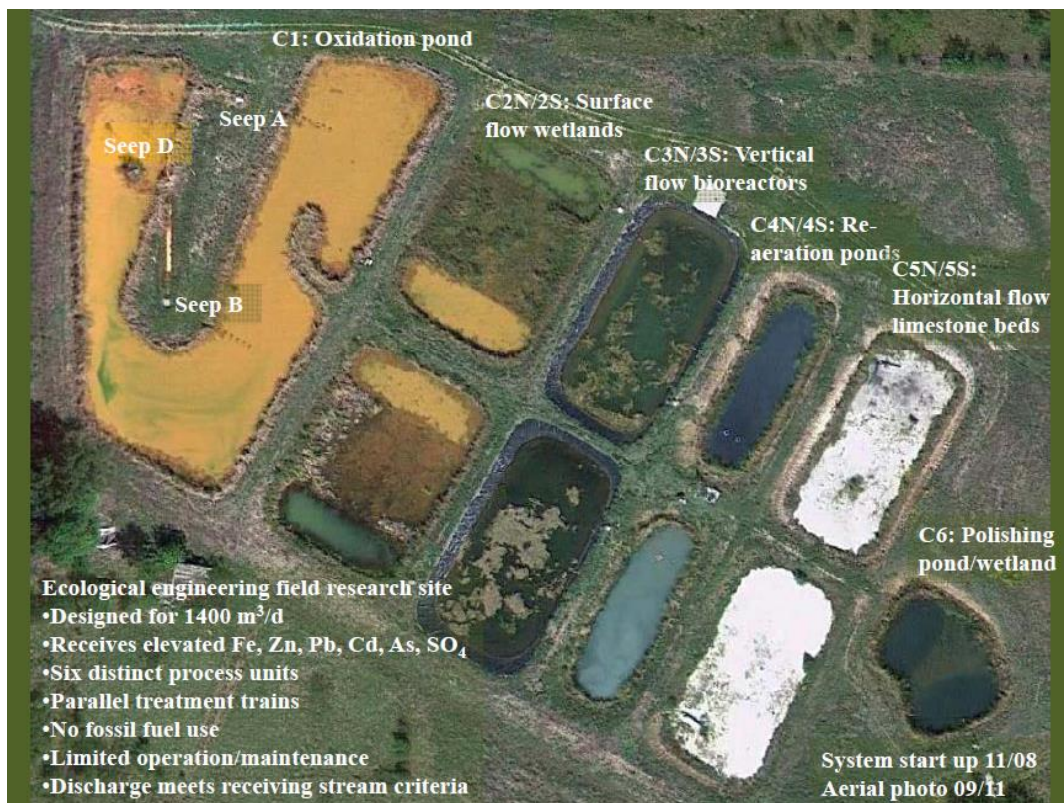 C1: Oxidation pond
Seep A
Seep D
C2N/2S: Surface
flow wetlands
C3N/3S: Vertical
flow bioreactors
C4N/4S: Re-
aeration ponds
C5N/5S:
Horizontal flow
limestone beds
Seep B
C6: Polishing
pond/wetland
Ecological engineering field research site
•Designed for 1400 m³/d
•Receives elevated Fe, Zn, Pb, Cd, As, SO₄
•Six distinct process units
•Parallel treatment trains
•No fossil fuel use
•Limited operation/maintenance
•Discharge meets receiving stream criteria
System start up 11/08
Aerial photo 09/11